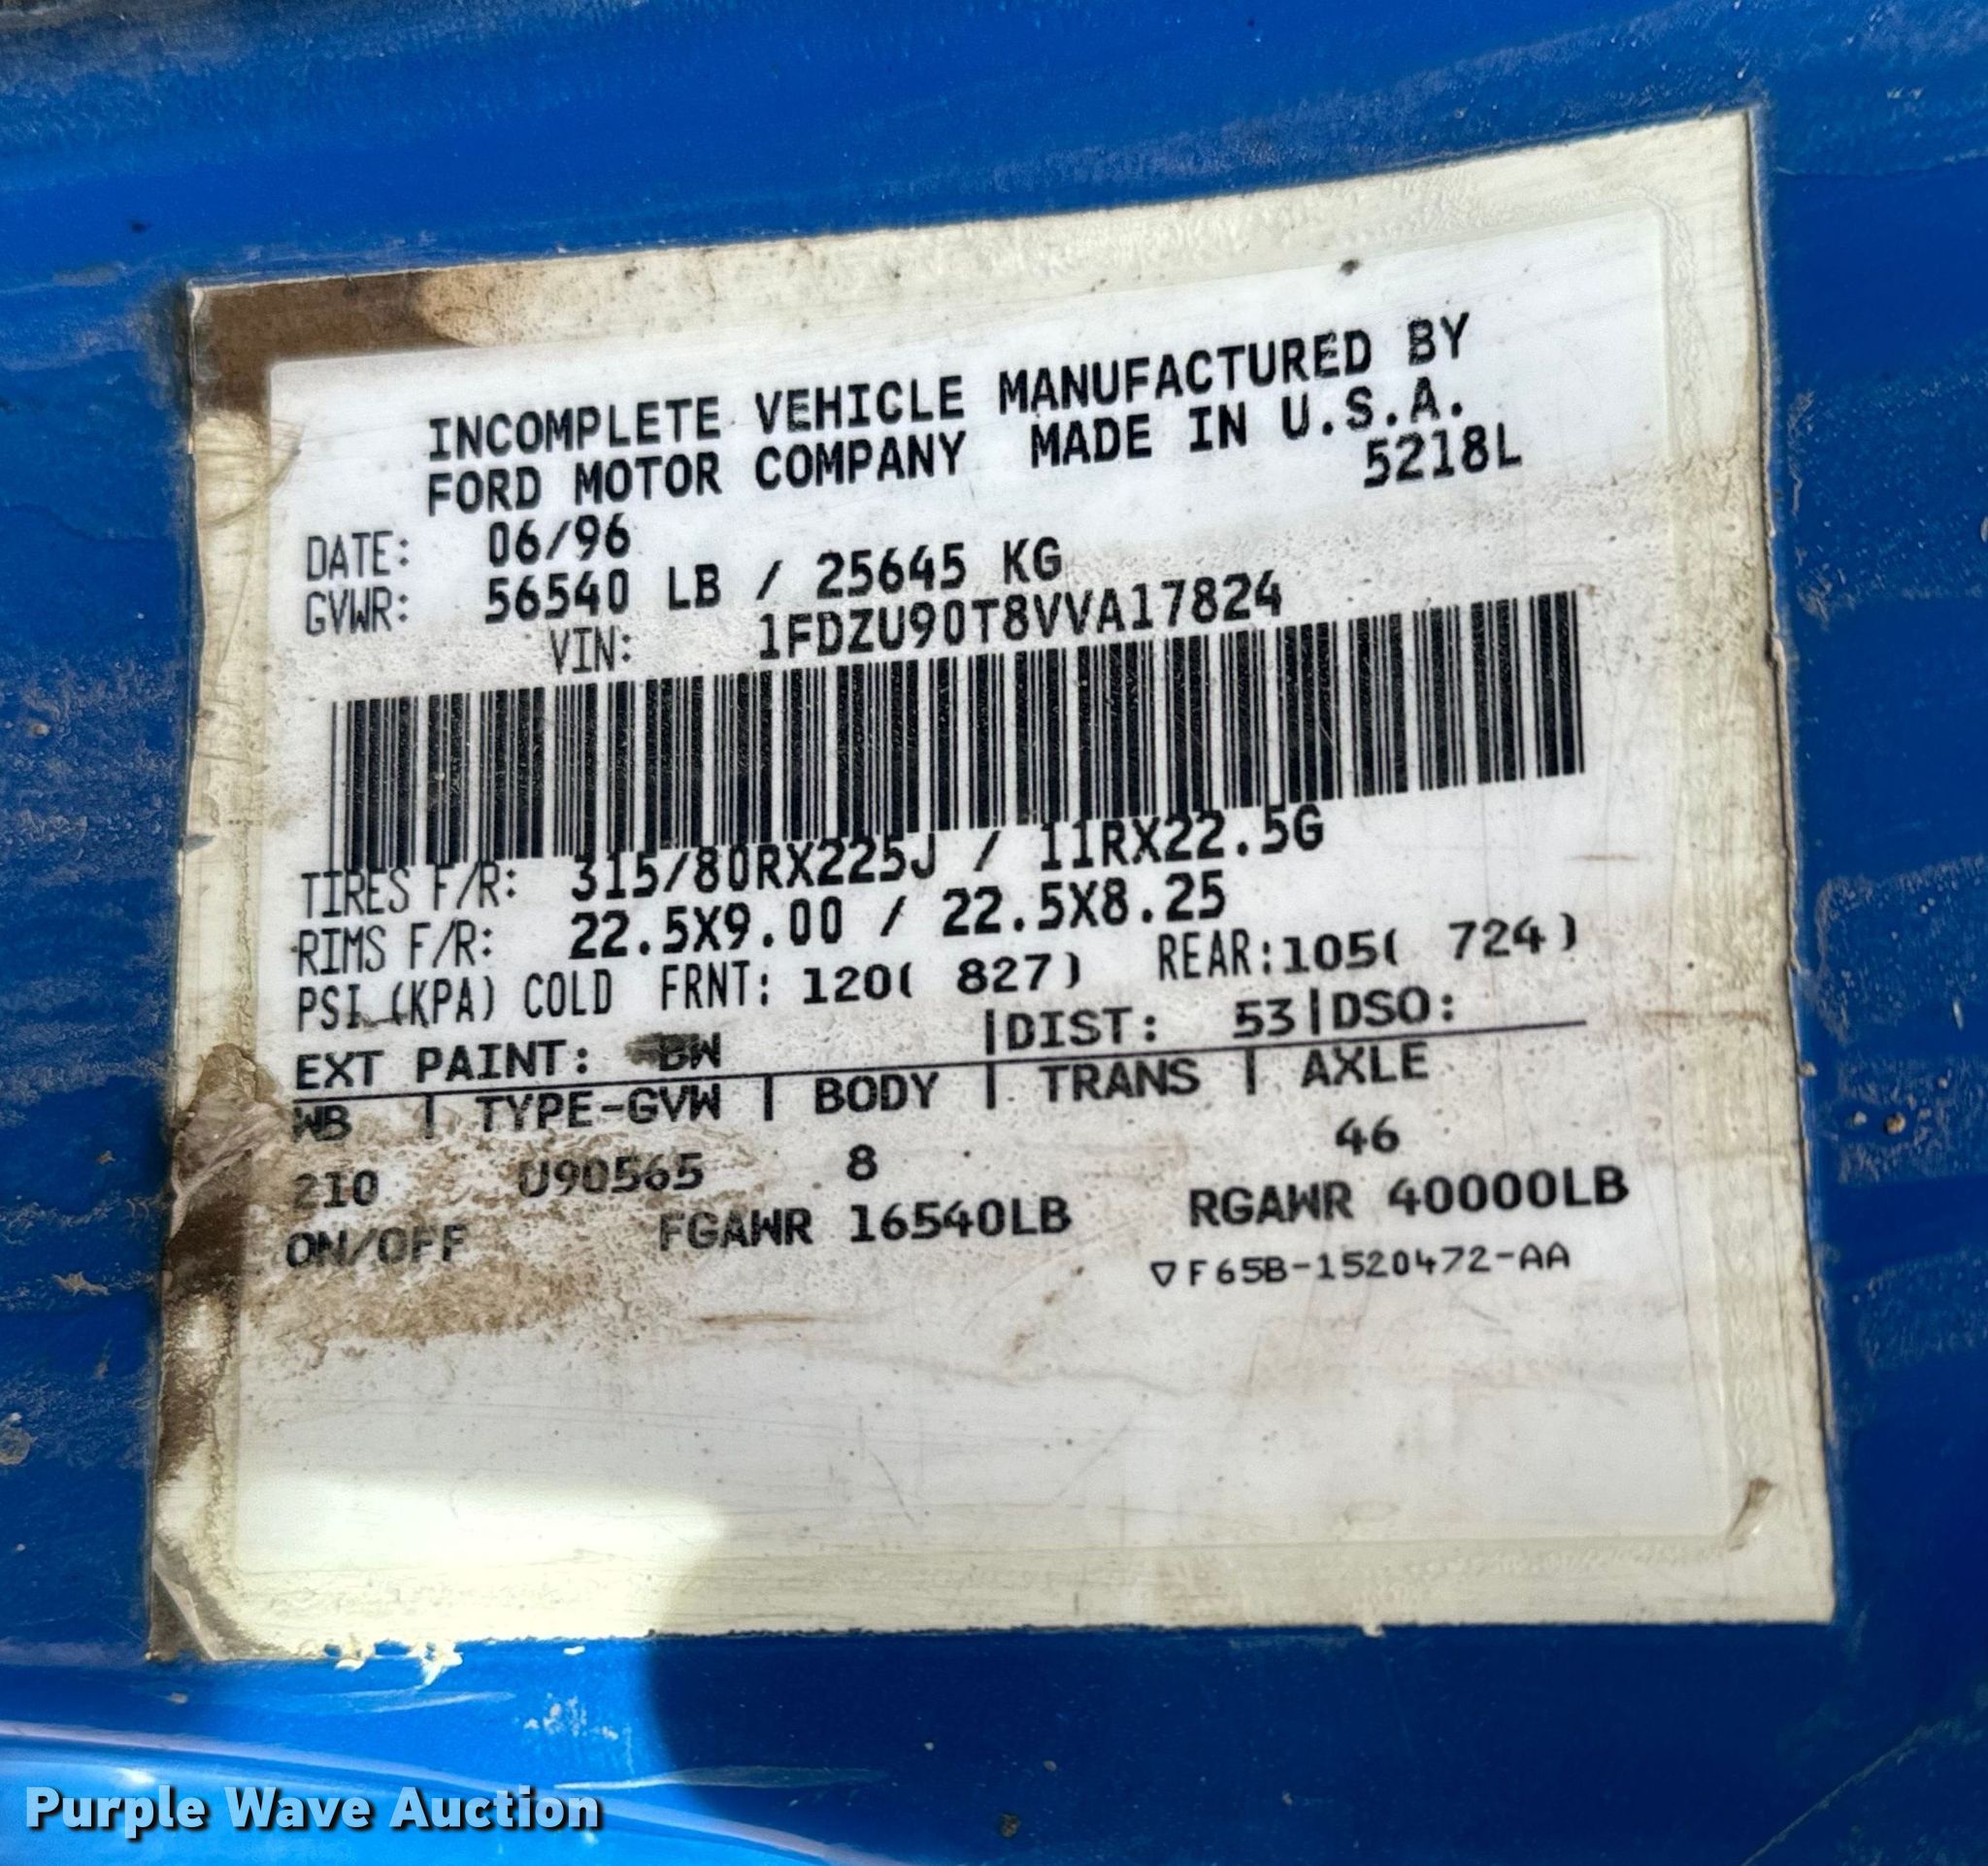 INCOMPLETE VEHICLE MANUFACTURED BY
FORD MOTOR COMPANY MADE IN U.S.A.
5218L
DATE: 06/96
GVWR: 56540 LB / 25645 KG
VIN: 1FDZU90T8VVA17824
TIRES F/R: 315/80RX225J / 11RX22.5G
RIMS F/R: 22.5X9.00 / 22.5X8.25
PSI (KPA) COLD FRNT: 120( 827) REAR:105( 724)
EXT PAINT: BW |DIST: 53|DSO:
WB | TYPE-GVW | BODY | TRANS | AXLE
210 U90565 8 46
ON/OFF FGAWR 16540LB RGAWR 40000LB
▽F65B-1520472-AA
Purple Wave Auction